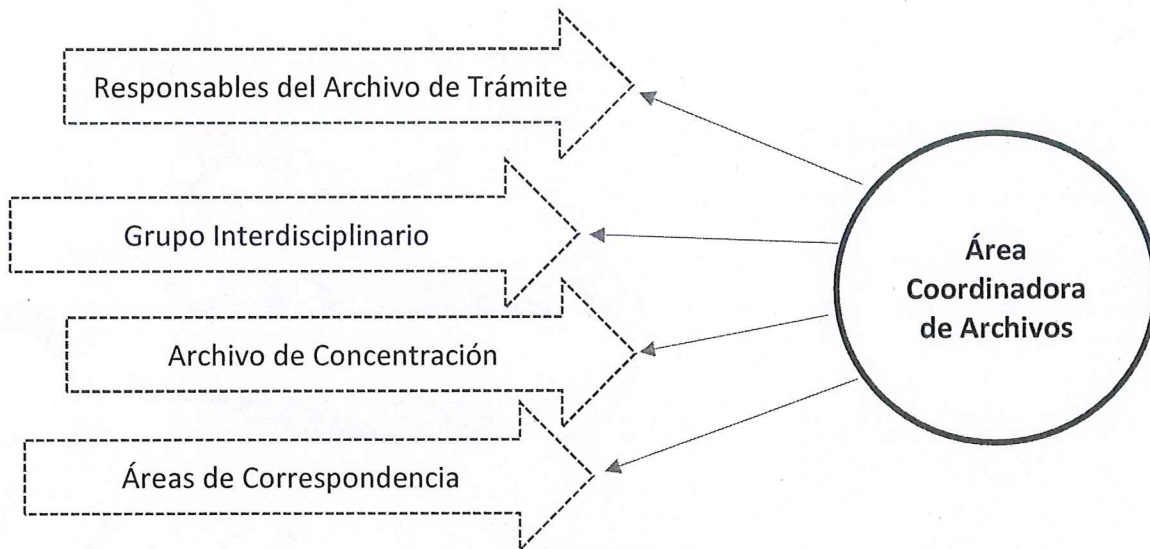 Responsables del Archivo de Trámite
Grupo Interdisciplinario
Archivo de Concentración
Áreas de Correspondencia
Área
Coordinadora
de Archivos